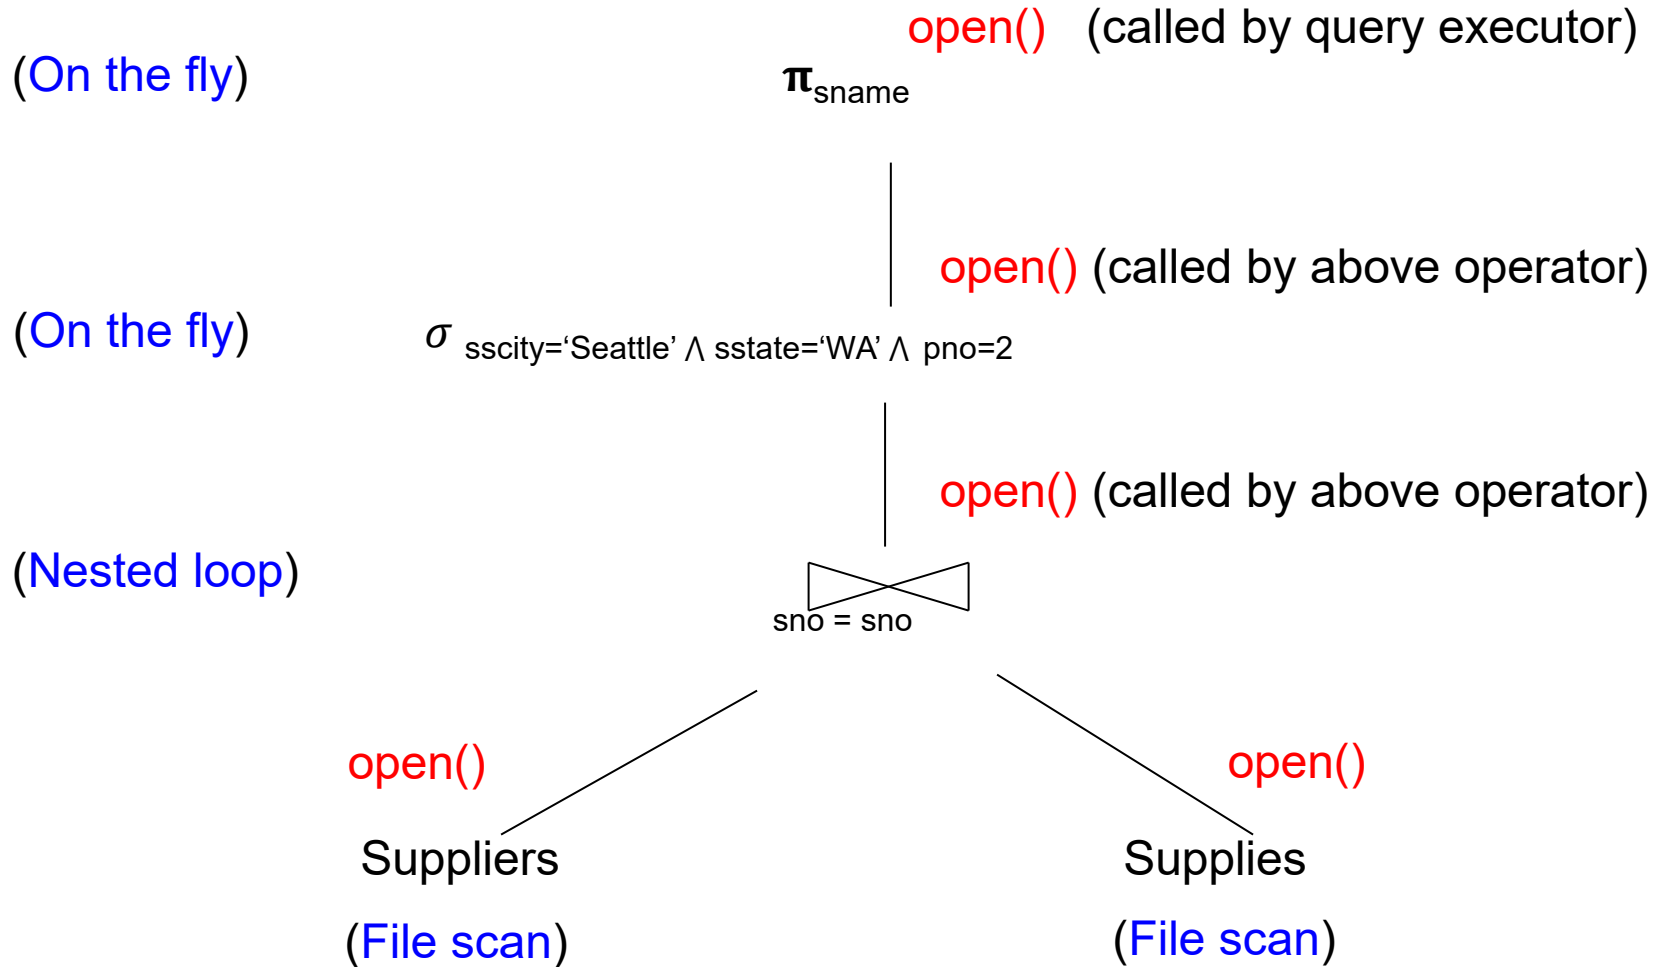 open() (called by query executor)
(On the fly)
𝛑sname
open() (called by above operator)
(On the fly)
σ sscity=‘Seattle’ ⋀ sstate=‘WA’ ⋀ pno=2
open() (called by above operator)
(Nested loop)
sno = sno
open()
open()
Suppliers
Supplies
(File scan)
(File scan)